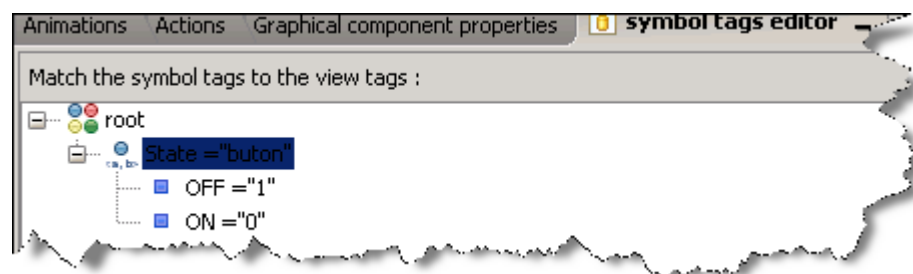 Animations Actions Graphical component properties symbol tags editor
Match the symbol tags to the view tags :
root
State ="buton"
<a,b>
OFF ="1"
ON ="0"